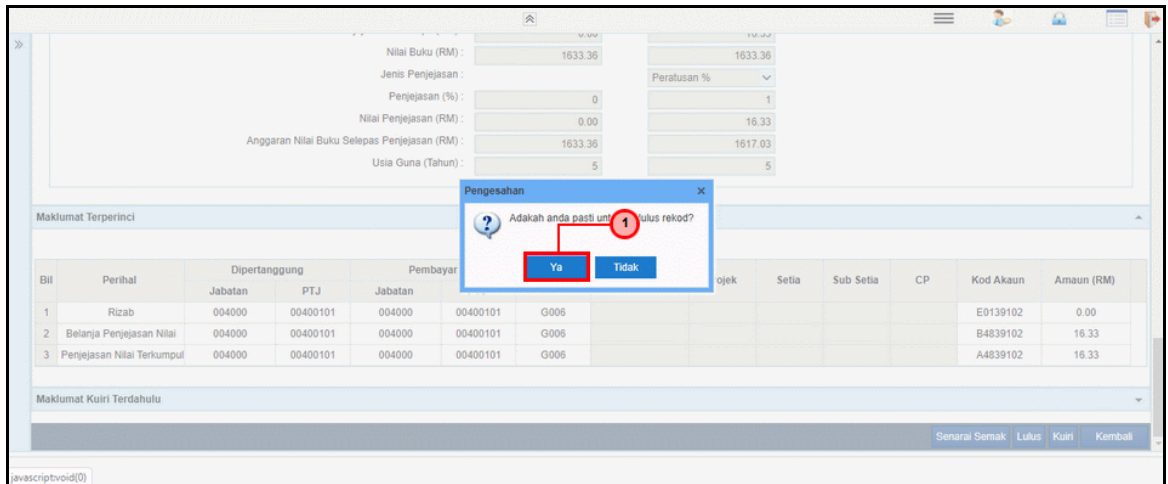 0.00 16.33
Nilai Buku (RM) : 1633.36 1633.36
Jenis Penjejasan : Peratusan %
Penjejasan (%) : 0 1
Nilai Penjejasan (RM) : 0.00 16.33
Anggaran Nilai Buku Selepas Penjejasan (RM) : 1633.36 1617.03
Usia Guna (Tahun) : 5 5
Pengesahan x
Adakah anda pasti unt 1 lulus rekod?
Ya Tidak
Maklumat Terperinci
Bil Perihal Dipertanggung Pembayar ojek Setia Sub Setia CP Kod Akaun Amaun (RM)
Jabatan PTJ Jabatan
1 Rizab 004000 00400101 004000 00400101 G006 E0139102 0.00
2 Belanja Penjejasan Nilai 004000 00400101 004000 00400101 G006 B4839102 16.33
3 Penjejasan Nilai Terkumpul 004000 00400101 004000 00400101 G006 A4839102 16.33
Maklumat Kuiri Terdahulu
Senarai Semak Lulus Kuiri Kembali
javascript:void(0)